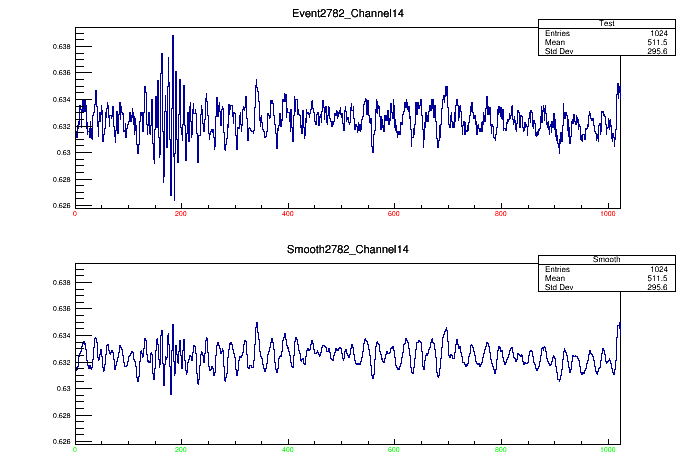 Event2782_Channel14
Test
Entries 1024
Mean 511.5
Std Dev 295.6
0.638
0.636
0.634
0.632
0.63
0.628
0.626
0 200 400 600 800 1000
Smooth2782_Channel14
Smooth
Entries 1024
Mean 511.5
Std Dev 295.6
0.638
0.636
0.634
0.632
0.63
0.628
0.626
0 200 400 600 800 1000